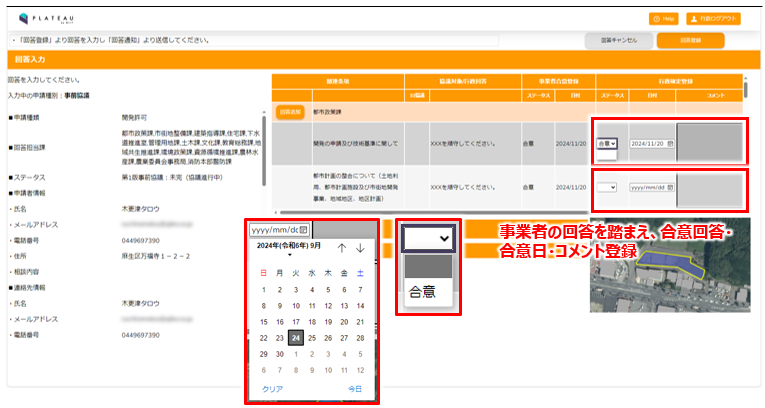 PLATEAU
by MLIT
Help
行政ログアウト
・「回答登録」より回答を入力し「回答通知」より送信してください。
回答キャンセル
回答登録
回答入力
回答を入力してください。
入力中の申請種別：事前協議
■申請種類
開発許可
■回答担当課
都市政策課,市街地整備課,建築指導課,住宅課,下水
道推進室,管理用地課,土木課,文化課,教育総務課,地
域共生推進課,環境政策課,資源循環推進課,農林水
産課,農業委員会事務局,消防本部警防課
■ステータス
第1版事前協議：未完（協議進行中）
■申請者情報
・氏名
木更津タロウ
・メールアドレス
・電話番号
0449697390
・住所
麻生区万福寺１－２－２
・相談内容
■連絡先情報
・氏名
木更津タロウ
・メールアドレス
・電話番号
0449697390
関連条項
協議対象/行政回答
事業者合意登録
行政確定登録
ステータス
日付
ステータス
日付
コメント
回答通知
都市政策課
開発の申請及び技術基準に関して
XXXを順守してください。
合意
2024/11/20
合意
2024/11/20
都市計画の整合について（土地利
用、都市計画施設及び市街地開発
事業、地域地区、地区計画）
XXXを順守してください。
合意
2024/11/20
yyyy/mm/dd
yyyy/mm/dd
2024年(令和6年) 9月
日 月 火 水 木 金 土
1 2 3 4 5 6 7
8 9 10 11 12 13 14
15 16 17 18 19 20 21
22 23 24 25 26 27 28
29 30 1 2 3 4 5
6 7 8 9 10 11 12
クリア
今日
合意
事業者の回答を踏まえ、合意回答・
合意日・コメント登録